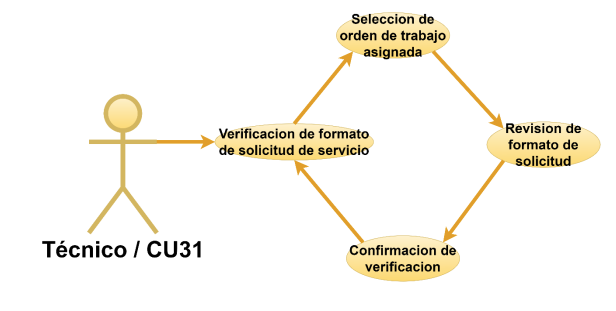 Seleccion de
orden de trabajo
asignada
Verificacion de formato
de solicitud de servicio
Revision de
formato de
solicitud
Confirmacion de
verificacion
Técnico / CU31